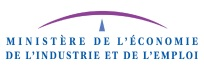 MINISTÈRE DE L'ÉCONOMIE
DE L'INDUSTRIE ET DE L'EMPLOI